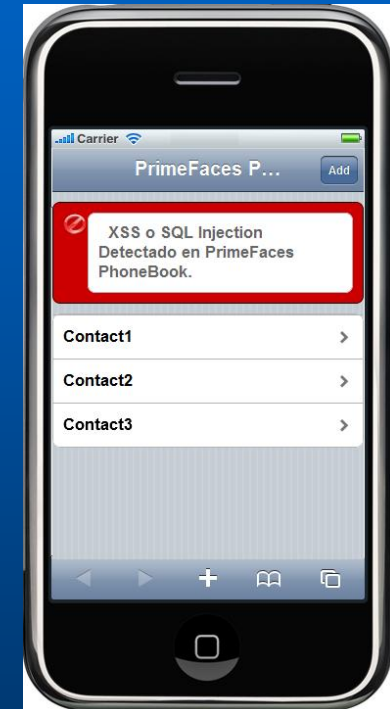 Carrier
PrimeFaces P...
Add
XSS o SQL Injection
Detectado en PrimeFaces
PhoneBook.
Contact1
Contact2
Contact3